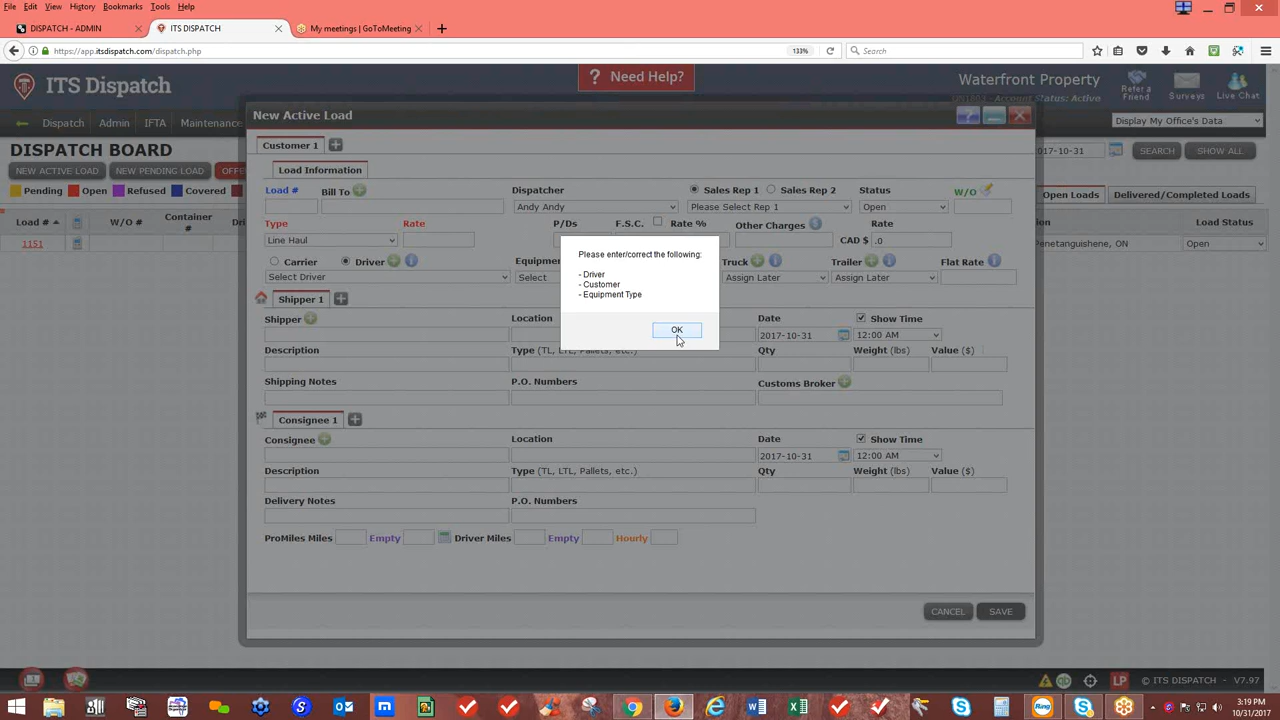 File Edit View History Bookmarks Tools Help
DISPATCH - ADMIN
ITS DISPATCH
My meetings | GoToMeeting
https://app.itsdispatch.com/dispatch.php
133%
Search
ITS Dispatch
? Need Help?
Waterfront Property
Account Status: Active
Refer a Friend
Surveys
Live Chat
Dispatch Admin IFTA Maintenance
Display My Office's Data
DISPATCH BOARD
2017-10-31
SEARCH
SHOW ALL
NEW ACTIVE LOAD
NEW PENDING LOAD
Pending Open Refused Covered
Open Loads
Delivered/Completed Loads
Load #
W/O #
Container #
Load Status
1151
Penetanguishene, ON
Open
New Active Load
Customer 1
Load Information
Load # Bill To Dispatcher Sales Rep 1 Sales Rep 2 Status W/O
Andy Andy
Please Select Rep 1
Open
Type Rate P/Ds F.S.C. Rate % Other Charges Rate
Line Haul
CAD $ .0
Carrier Driver Truck Trailer Flat Rate
Select Driver
Select
Assign Later
Assign Later
Please enter/correct the following:
- Driver
- Customer
- Equipment Type
OK
Shipper 1
Shipper Location Date Show Time
2017-10-31
12:00 AM
Description Type (TL, LTL, Pallets, etc.) Qty Weight (lbs) Value ($)
Shipping Notes P.O. Numbers Customs Broker
Consignee 1
Consignee Location Date Show Time
2017-10-31
12:00 AM
Description Type (TL, LTL, Pallets, etc.) Qty Weight (lbs) Value ($)
Delivery Notes P.O. Numbers
ProMiles Miles Empty Driver Miles Empty Hourly
CANCEL
SAVE
LP
© ITS DISPATCH - V7.97
3:19 PM
10/31/2017